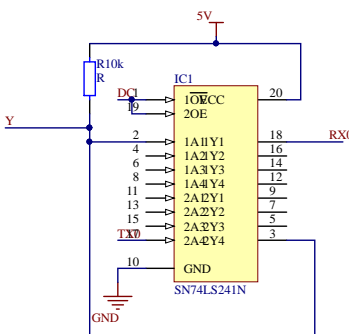 5V
R10k
R
IC1
DC 1 1OE VCC 20
19 2OE
Y
2 1A1 1Y1 18 RX0
4 1A2 1Y2 16
6 1A3 1Y3 14
8 1A4 1Y4 12
11 2A1 2Y1 9
13 2A2 2Y2 7
15 2A3 2Y3 5
TX0 17 2A4 2Y4 3
10 GND
SN74LS241N
GND